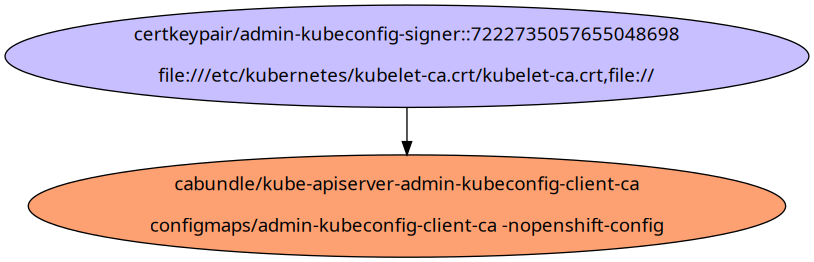 certkeypair/admin-kubeconfig-signer::7222735057655048698
file:///etc/kubernetes/kubelet-ca.crt/kubelet-ca.crt,file://
cabundle/kube-apiserver-admin-kubeconfig-client-ca
configmaps/admin-kubeconfig-client-ca -nopenshift-config